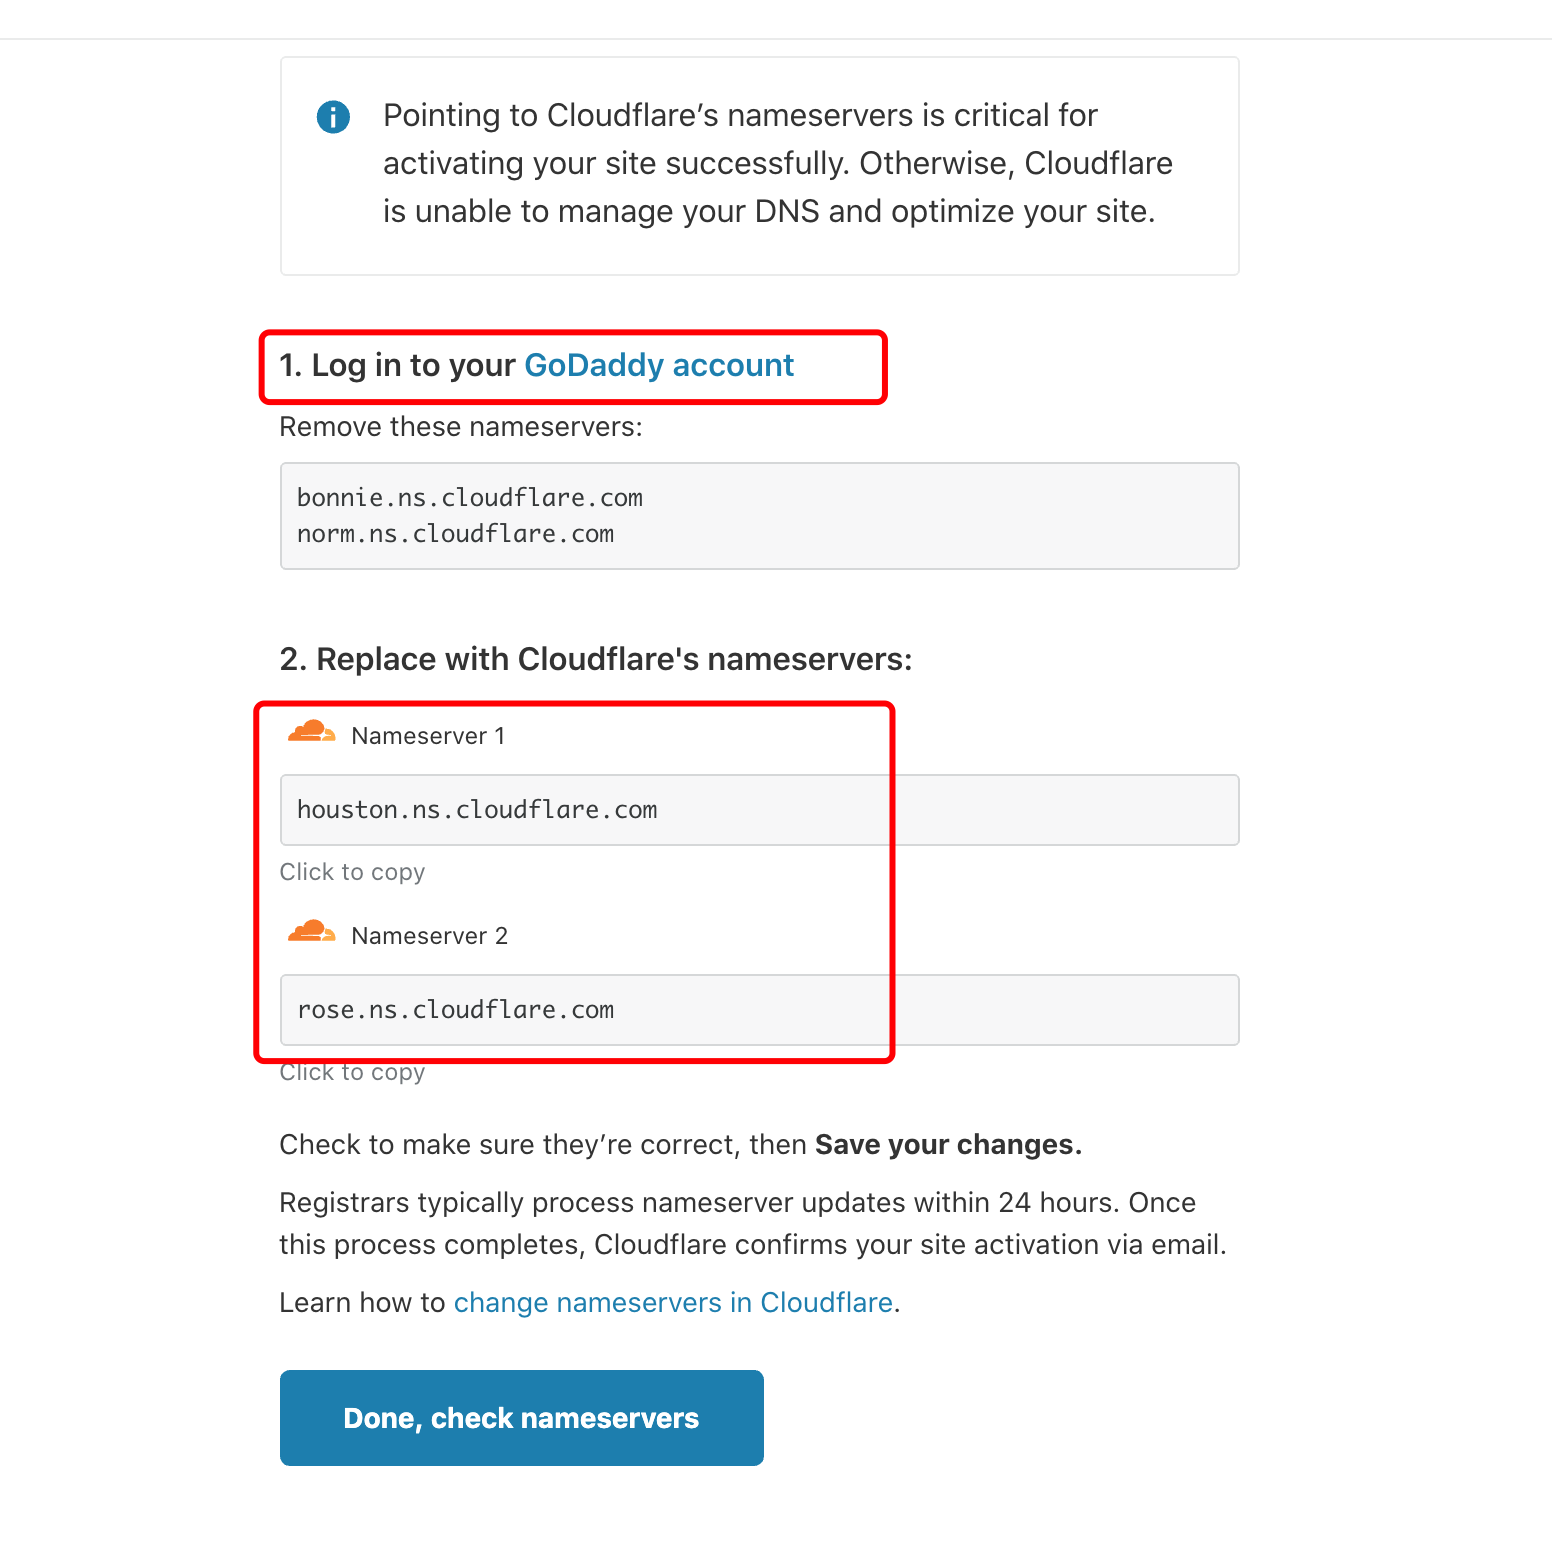 Pointing to Cloudflare’s nameservers is critical for
activating your site successfully. Otherwise, Cloudflare
is unable to manage your DNS and optimize your site.
1. Log in to your GoDaddy account
Remove these nameservers:
bonnie.ns.cloudflare.com
norm.ns.cloudflare.com
2. Replace with Cloudflare's nameservers:
Nameserver 1
houston.ns.cloudflare.com
Click to copy
Nameserver 2
rose.ns.cloudflare.com
Click to copy
Check to make sure they’re correct, then Save your changes.
Registrars typically process nameserver updates within 24 hours. Once
this process completes, Cloudflare confirms your site activation via email.
Learn how to change nameservers in Cloudflare.
Done, check nameservers